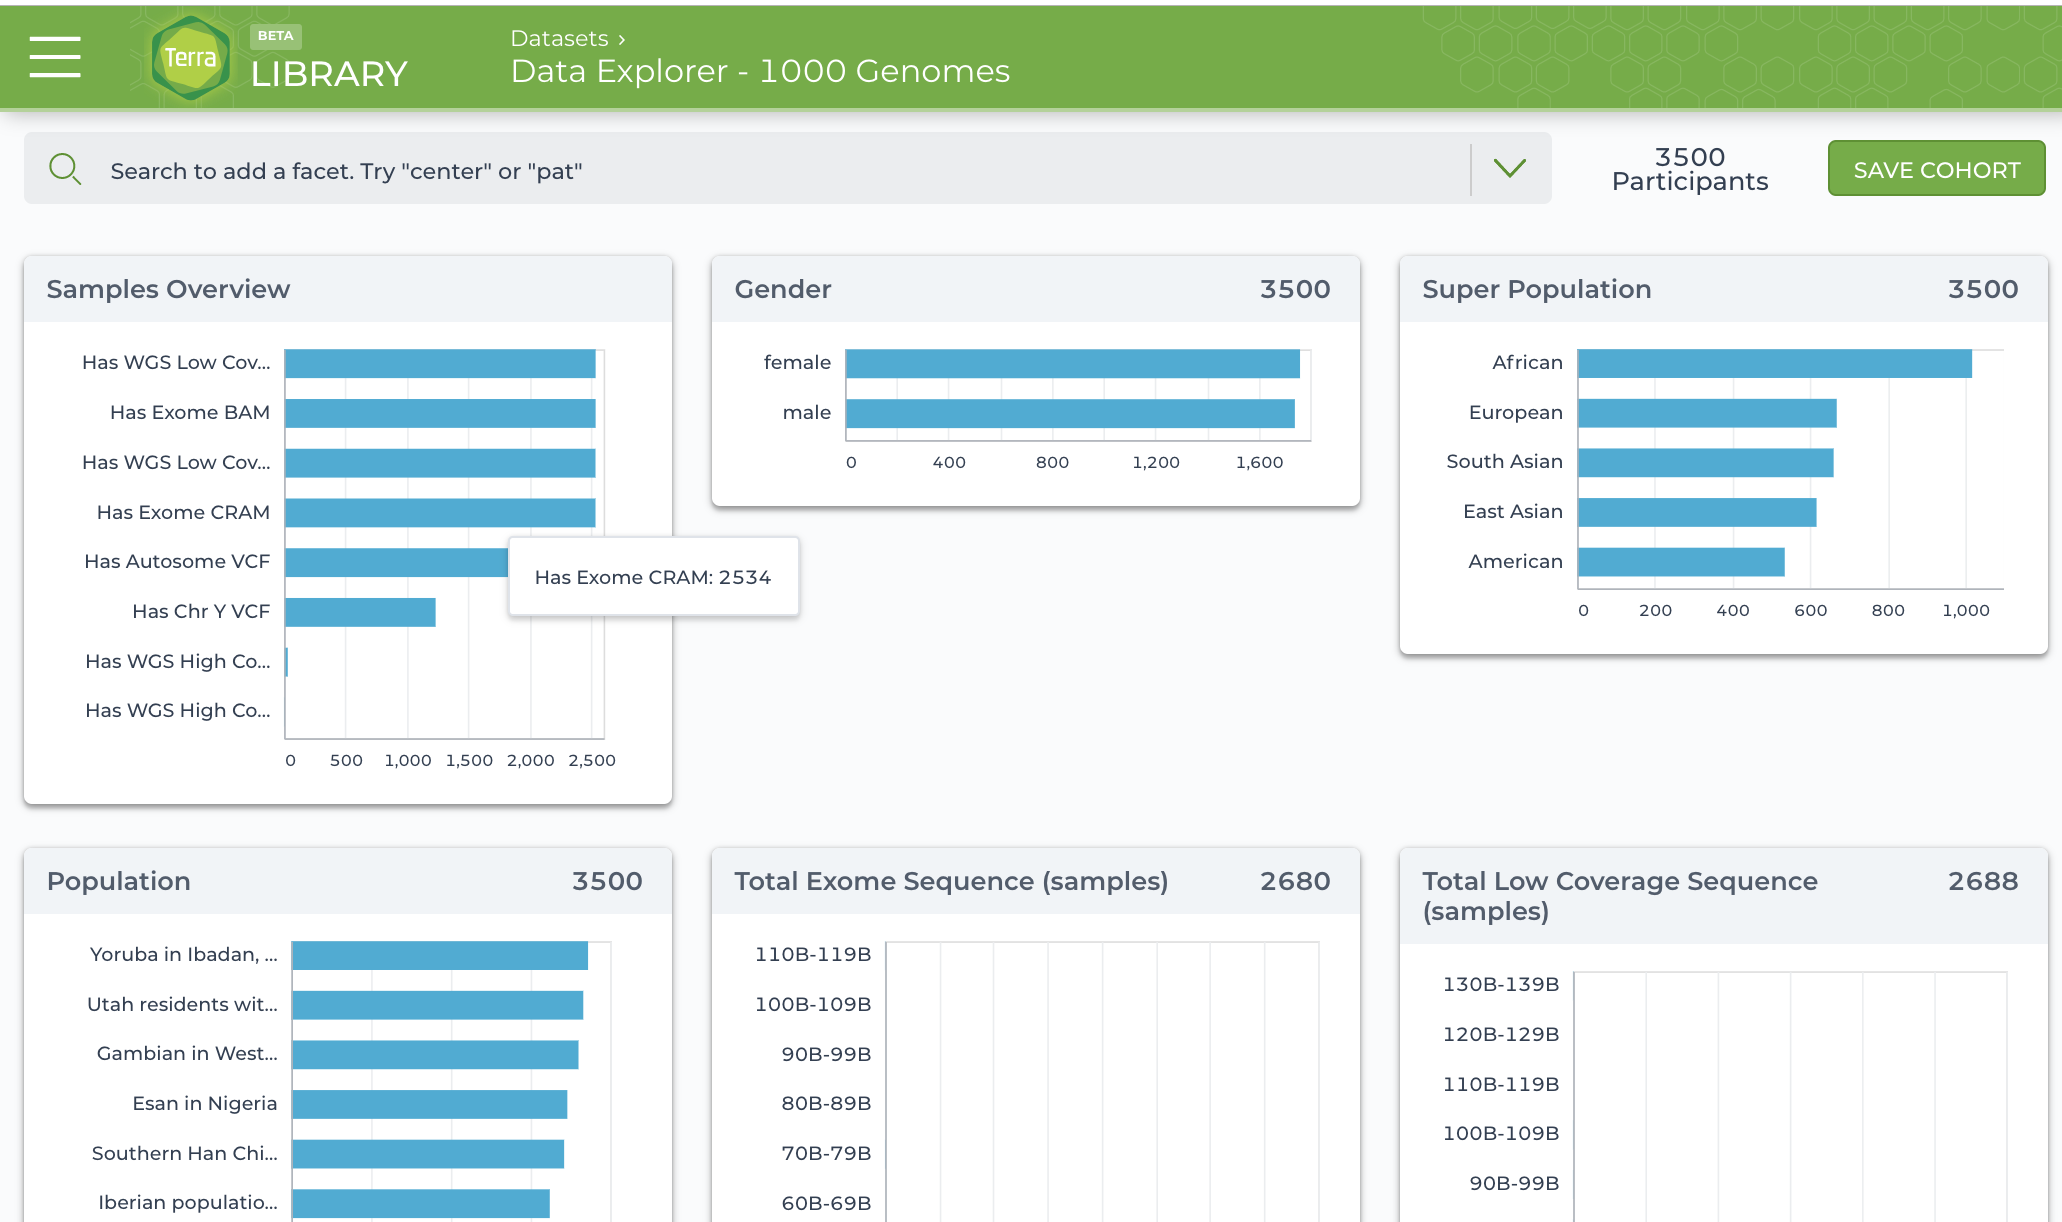 Terra
BETA
LIBRARY
Datasets ›
Data Explorer - 1000 Genomes
Search to add a facet. Try "center" or "pat"
3500
Participants
SAVE COHORT
Samples Overview
Has WGS Low Cov...
Has Exome BAM
Has WGS Low Cov...
Has Exome CRAM
Has Autosome VCF
Has Chr Y VCF
Has WGS High Co...
Has WGS High Co...
0 500 1,000 1,500 2,000 2,500
Has Exome CRAM: 2534
Gender 3500
female
male
0 400 800 1,200 1,600
Super Population 3500
African
European
South Asian
East Asian
American
0 200 400 600 800 1,000
Population 3500
Yoruba in Ibadan, ...
Utah residents wit...
Gambian in West...
Esan in Nigeria
Southern Han Chi...
Iberian populatio...
Total Exome Sequence (samples) 2680
110B-119B
100B-109B
90B-99B
80B-89B
70B-79B
60B-69B
Total Low Coverage Sequence 2688
(samples)
130B-139B
120B-129B
110B-119B
100B-109B
90B-99B